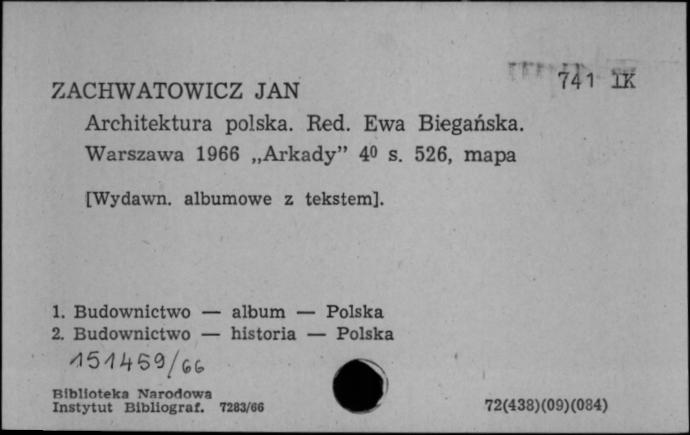 741 IK
ZACHWATOWICZ JAN
Architektura polska. Red. Ewa Biegańska.
Warszawa 1966 „Arkady” 4⁰ s. 526, mapa
[Wydawn. albumowe z tekstem].
1. Budownictwo — album — Polska
2. Budownictwo — historia — Polska
151459/66
Biblioteka Narodowa
Instytut Bibliograf. 7283/66
72(438)(09)(084)